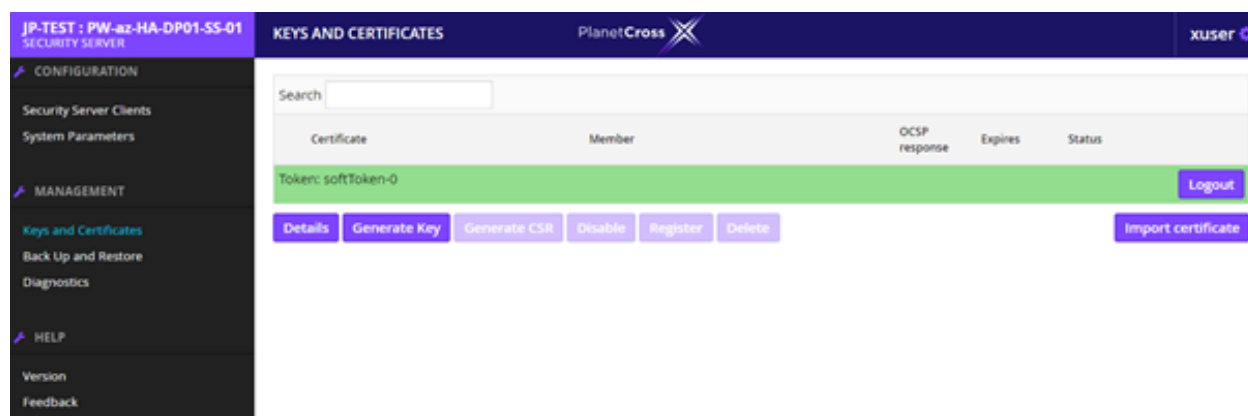 JP-TEST : PW-az-HA-DP01-SS-01
SECURITY SERVER
KEYS AND CERTIFICATES
PlanetCross
xuser
CONFIGURATION
Security Server Clients
System Parameters
MANAGEMENT
Keys and Certificates
Back Up and Restore
Diagnostics
HELP
Version
Feedback
Search
Certificate Member OCSP response Expires Status
Token: softToken-0 Logout
Details Generate Key Generate CSR Disable Register Delete Import certificate